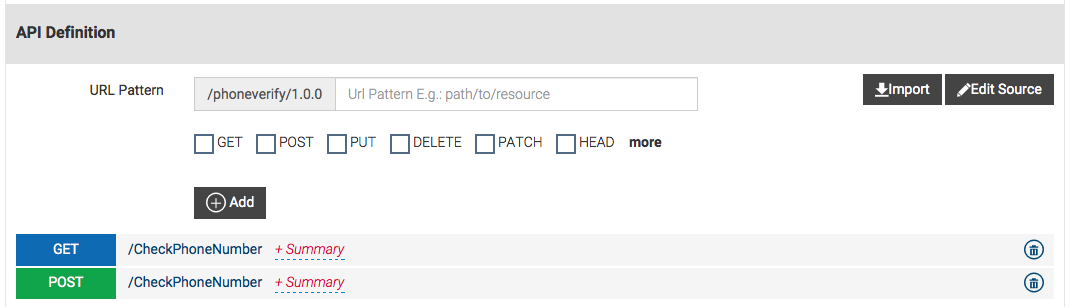 API Definition
URL Pattern /phoneverify/1.0.0 Url Pattern E.g.: path/to/resource Import Edit Source
GET POST PUT DELETE PATCH HEAD more
Add
GET /CheckPhoneNumber + Summary
POST /CheckPhoneNumber + Summary